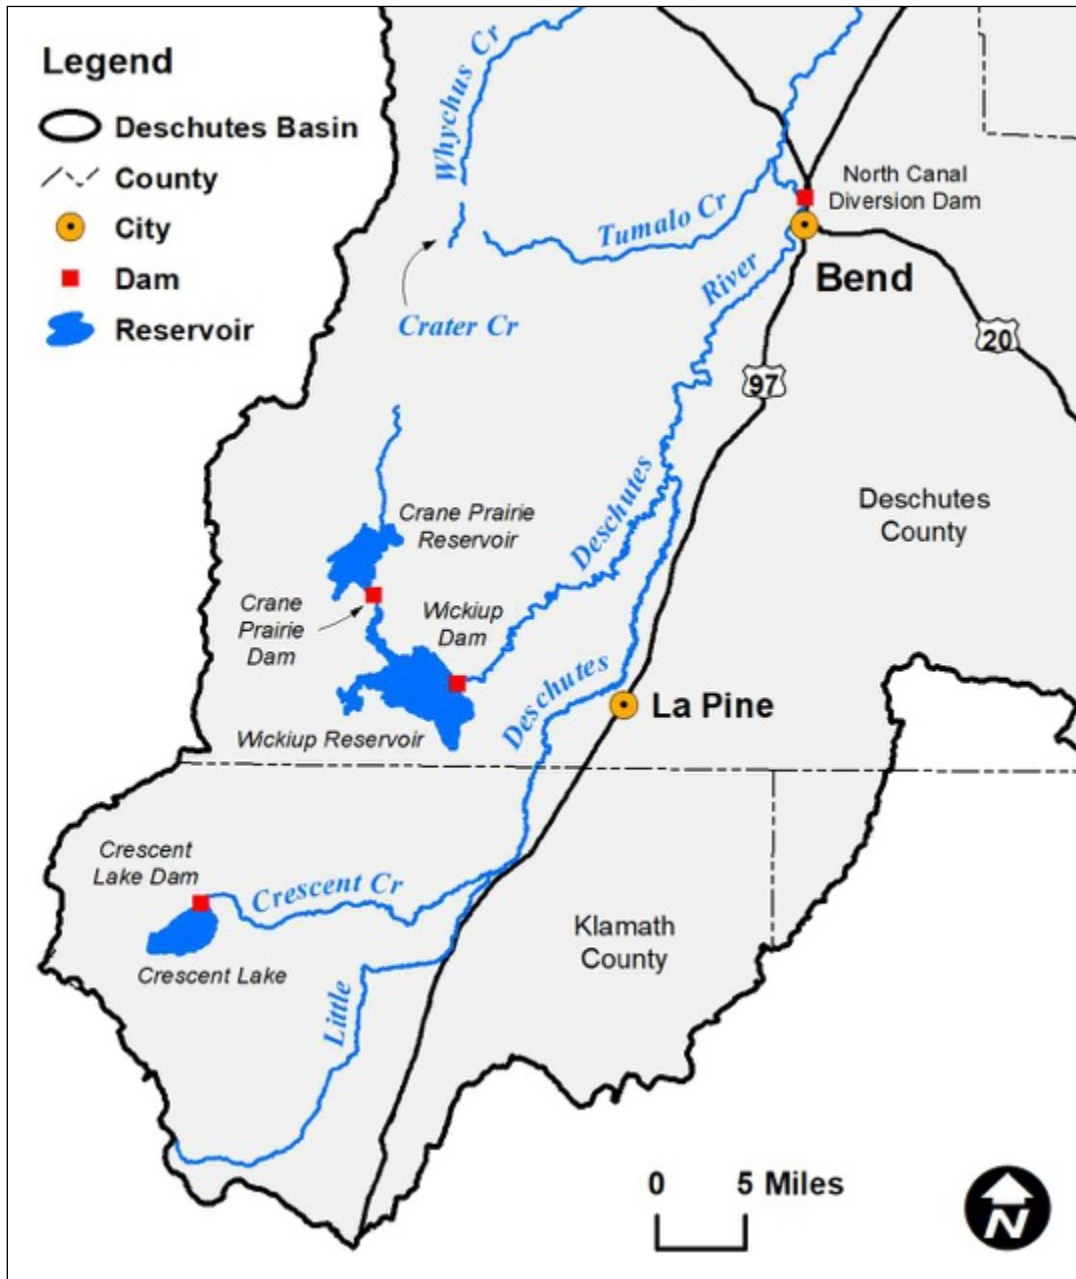 Legend
Deschutes Basin
County
City
Dam
Reservoir
Whychus Cr
Crater Cr
Tumalo Cr
North Canal
Diversion Dam
Bend
River
20
97
Deschutes
Deschutes
County
Crane Prairie
Reservoir
Crane
Prairie
Dam
Wickiup
Dam
Wickiup Reservoir
Deschutes
La Pine
Crescent
Lake Dam
Crescent Cr
Crescent Lake
Klamath
County
Little
0 5 Miles
N